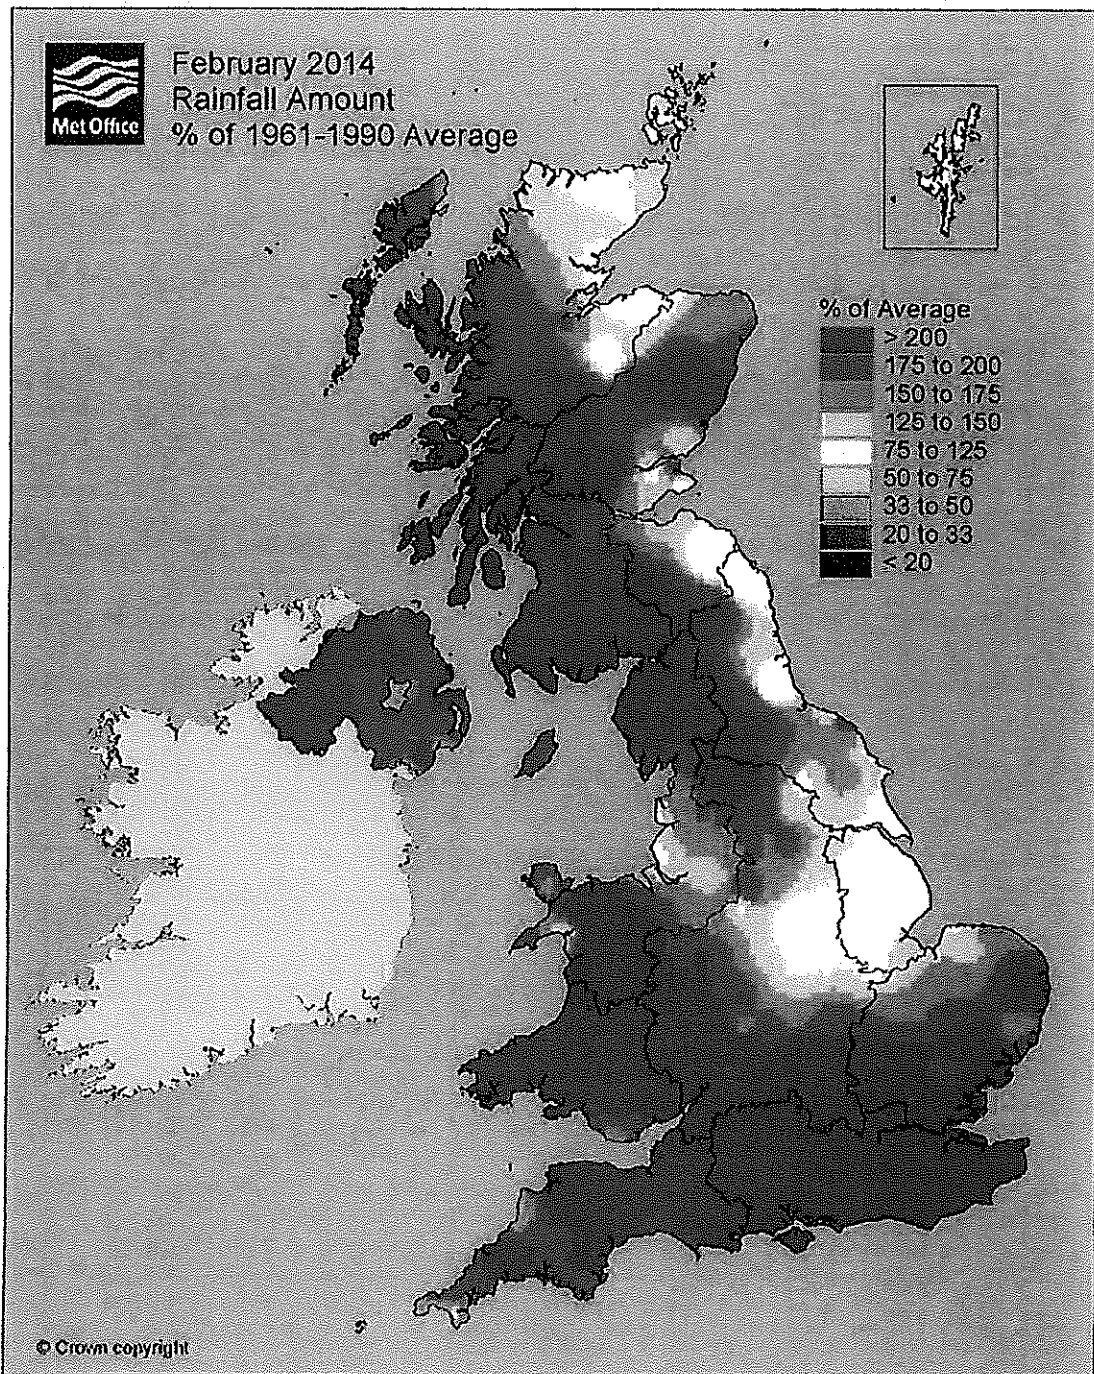 Met Office
February 2014
Rainfall Amount
% of 1961-1990 Average
% of Average
> 200
175 to 200
150 to 175
125 to 150
75 to 125
50 to 75
33 to 50
20 to 33
< 20
© Crown copyright